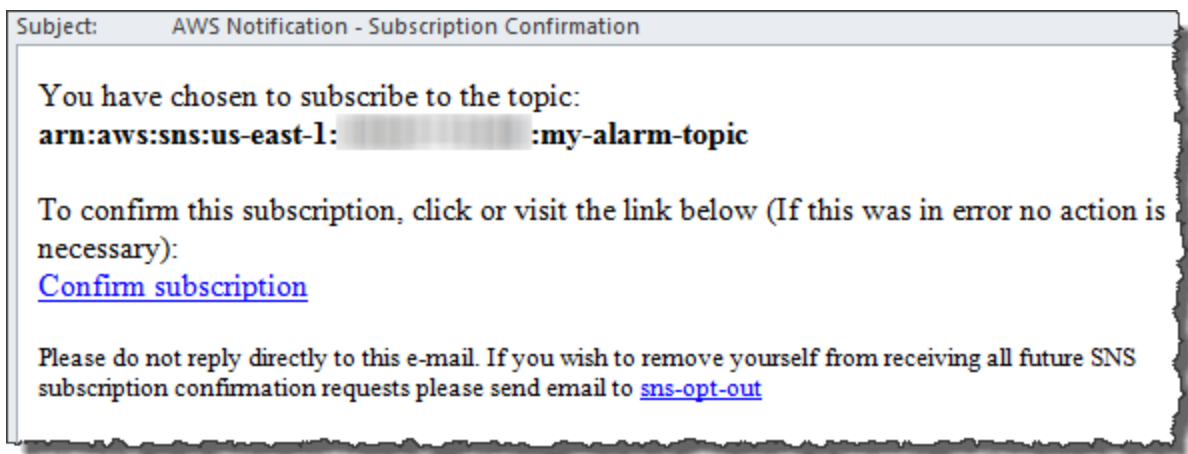 Subject: AWS Notification - Subscription Confirmation
You have chosen to subscribe to the topic:
arn:aws:sns:us-east-1: :my-alarm-topic
To confirm this subscription, click or visit the link below (If this was in error no action is
necessary):
Confirm subscription
Please do not reply directly to this e-mail. If you wish to remove yourself from receiving all future SNS
subscription confirmation requests please send email to sns-opt-out